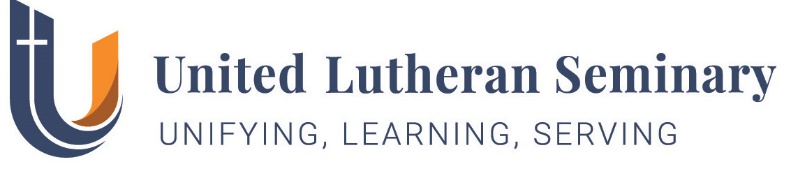 United Lutheran Seminary
UNIFYING, LEARNING, SERVING